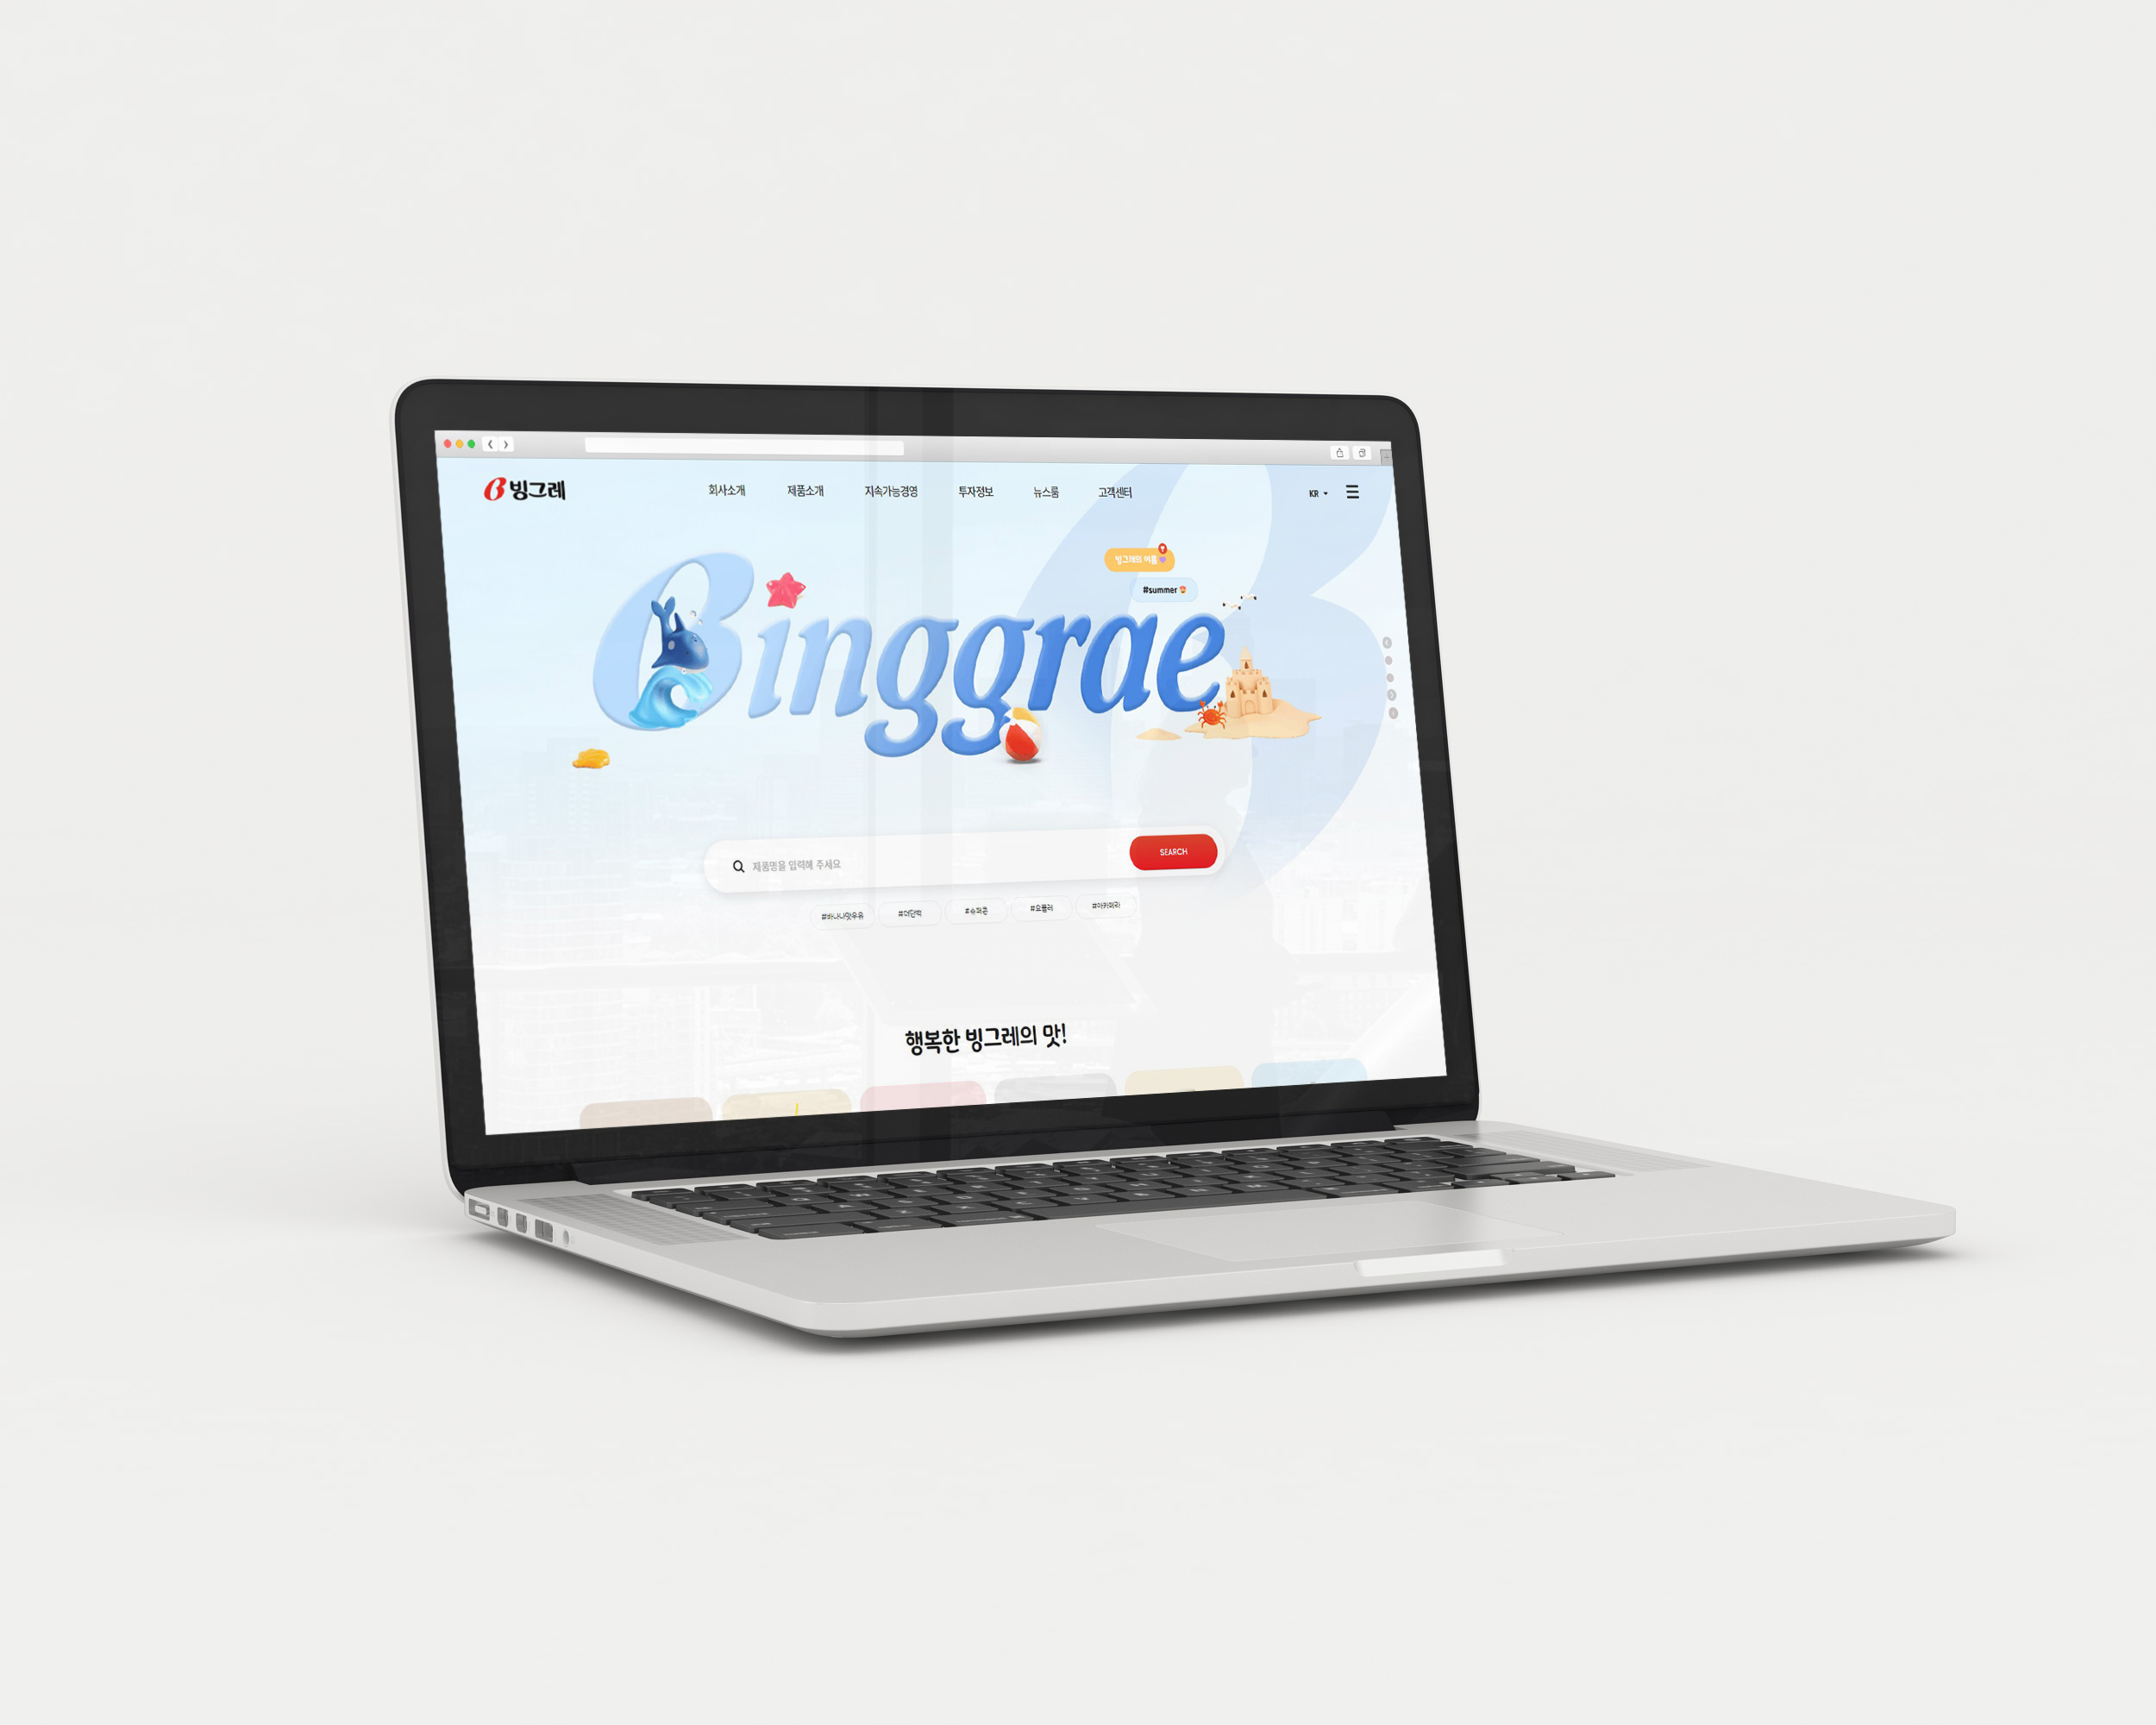 빙그레
회사소개 제품소개 지속가능경영 투자정보 뉴스룸 고객센터
KR
빙그레의 여름
#summer
Binggrae
제품명을 입력해 주세요
SEARCH
#바나나맛우유 #더단백 #슈퍼콘 #요플레 #아카페라
행복한 빙그레의 맛!